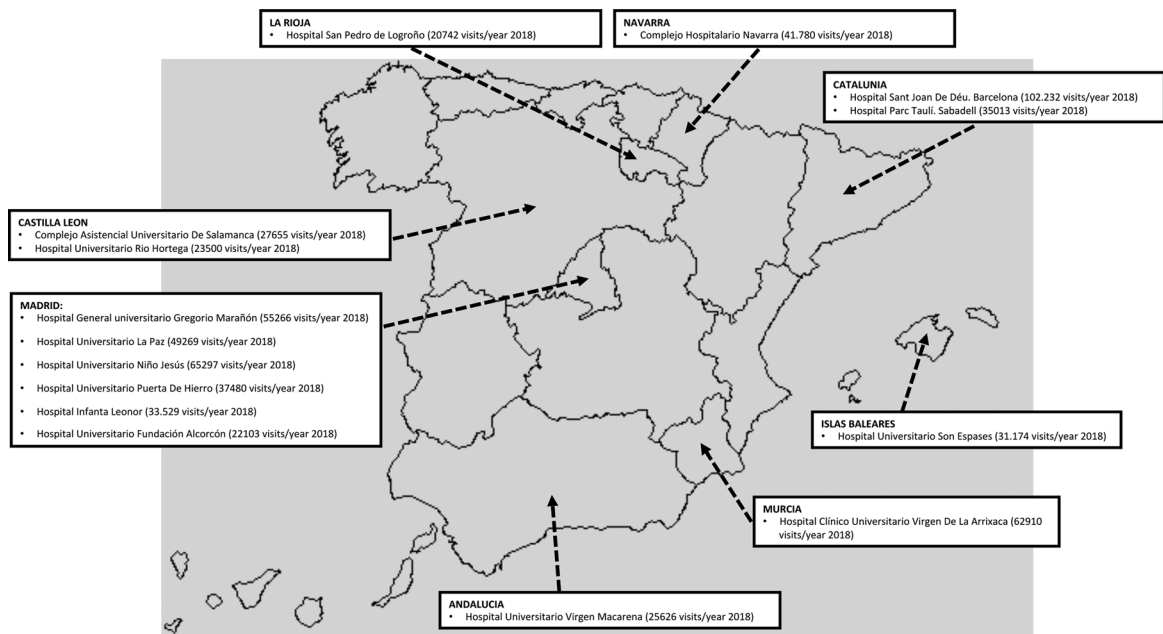 LA RIOJA
• Hospital San Pedro de Logroño (20742 visits/year 2018)
NAVARRA
• Complejo Hospitalario Navarra (41.780 visits/year 2018)
CATALUNIA
• Hospital Sant Joan De Déu. Barcelona (102.232 visits/year 2018)
• Hospital Parc Taulí. Sabadell (35013 visits/year 2018)
CASTILLA LEON
• Complejo Asistencial Universitario De Salamanca (27655 visits/year 2018)
• Hospital Universitario Rio Hortega (23500 visits/year 2018)
MADRID:
• Hospital General universitario Gregorio Marañón (55266 visits/year 2018)
• Hospital Universitario La Paz (49269 visits/year 2018)
• Hospital Universitario Niño Jesús (65297 visits/year 2018)
• Hospital Universitario Puerta De Hierro (37480 visits/year 2018)
• Hospital Infanta Leonor (33.529 visits/year 2018)
• Hospital Universitario Fundación Alcorcón (22103 visits/year 2018)
ISLAS BALEARES
• Hospital Universitario Son Espases (31.174 visits/year 2018)
MURCIA
• Hospital Clínico Universitario Virgen De La Arrixaca (62910
visits/year 2018)
ANDALUCIA
• Hospital Universitario Virgen Macarena (25626 visits/year 2018)